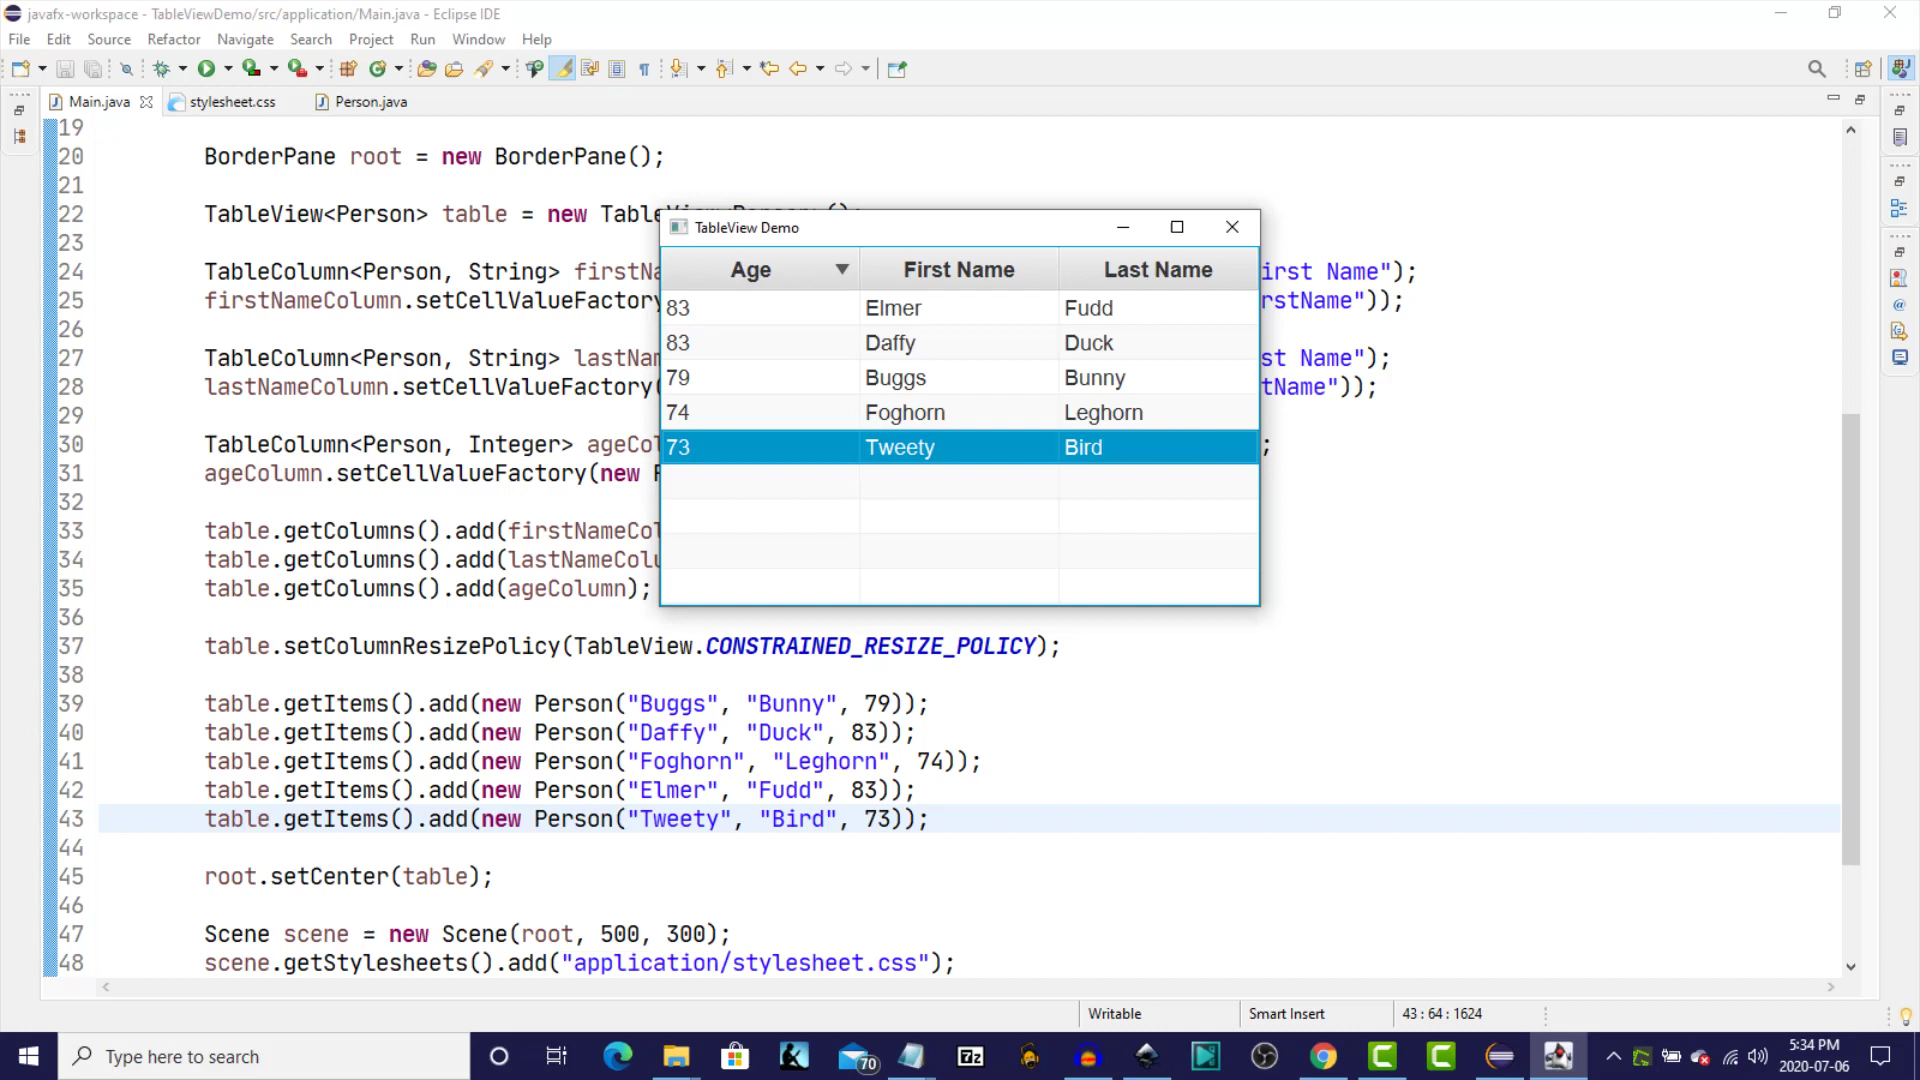 javafx-workspace - TableViewDemo/src/application/Main.java - Eclipse IDE
File Edit Source Refactor Navigate Search Project Run Window Help
Main.java stylesheet.css Person.java
19
20 BorderPane root = new BorderPane();
21
22 TableView<Person> table = new Tabl
23
24 TableColumn<Person, String> firstNa irst Name");
25 firstNameColumn.setCellValueFactory rstName"));
26
27 TableColumn<Person, String> lastNam st Name");
28 lastNameColumn.setCellValueFactory( tName"));
29
30 TableColumn<Person, Integer> ageCol ;
31 ageColumn.setCellValueFactory(new P
32
33 table.getColumns().add(firstNameCol
34 table.getColumns().add(lastNameColu
35 table.getColumns().add(ageColumn);
36
37 table.setColumnResizePolicy(TableView.CONSTRAINED_RESIZE_POLICY);
38
39 table.getItems().add(new Person("Buggs", "Bunny", 79));
40 table.getItems().add(new Person("Daffy", "Duck", 83));
41 table.getItems().add(new Person("Foghorn", "Leghorn", 74));
42 table.getItems().add(new Person("Elmer", "Fudd", 83));
43 table.getItems().add(new Person("Tweety", "Bird", 73));
44
45 root.setCenter(table);
46
47 Scene scene = new Scene(root, 500, 300);
48 scene.getStylesheets().add("application/stylesheet.css");
TableView Demo
Age First Name Last Name
83 Elmer Fudd
83 Daffy Duck
79 Buggs Bunny
74 Foghorn Leghorn
73 Tweety Bird
Writable Smart Insert 43 : 64 : 1624
Type here to search
70
7z
5:34 PM
2020-07-06